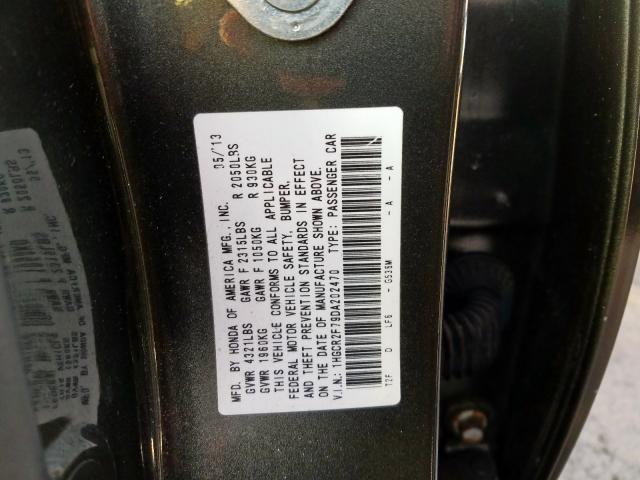 MFD. BY HONDA OF AMERICA MFG., INC. 05/'13
GVWR 4321LBS GAWR F 2315LBS R 2050LBS
GVWR 1960KG GAWR F 1050KG R 930KG
THIS VEHICLE CONFORMS TO ALL APPLICABLE
FEDERAL MOTOR VEHICLE SAFETY, BUMPER,
AND THEFT PREVENTION STANDARDS IN EFFECT
ON THE DATE OF MANUFACTURE SHOWN ABOVE.
V.I.N.: 1HGCR2F79DA202470 TYPE: PASSENGER CAR
T2F D LF6 - G539M - A - A